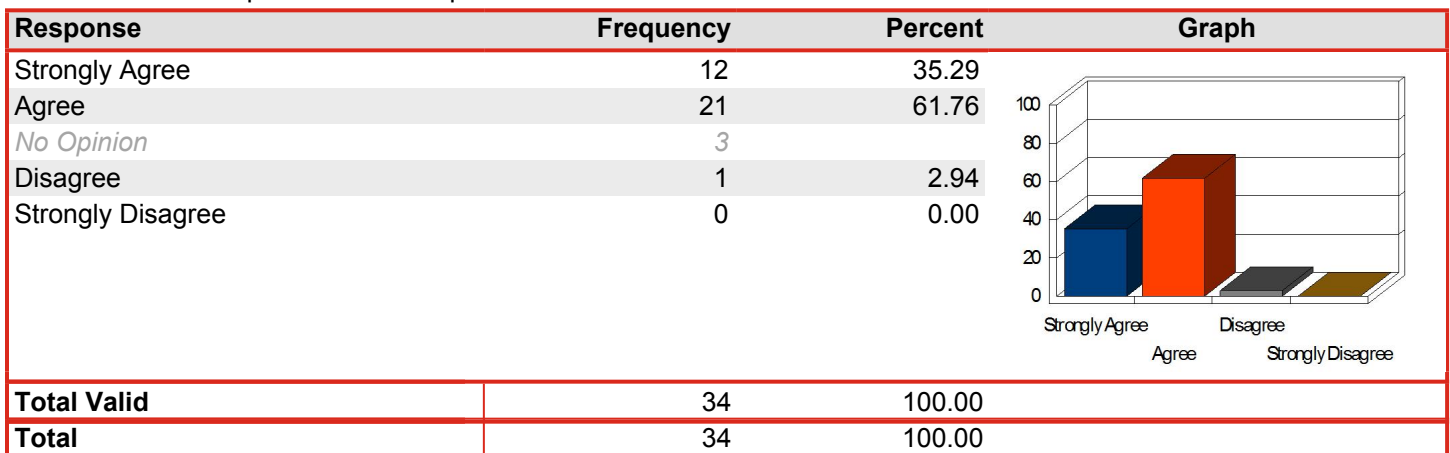 Response Frequency Percent Graph
Strongly Agree 12 35.29
Agree 21 61.76
No Opinion 3
Disagree 1 2.94
Strongly Disagree 0 0.00
100
80
60
40
20
0
Strongly Agree Disagree
Agree Strongly Disagree
Total Valid 34 100.00
Total 34 100.00